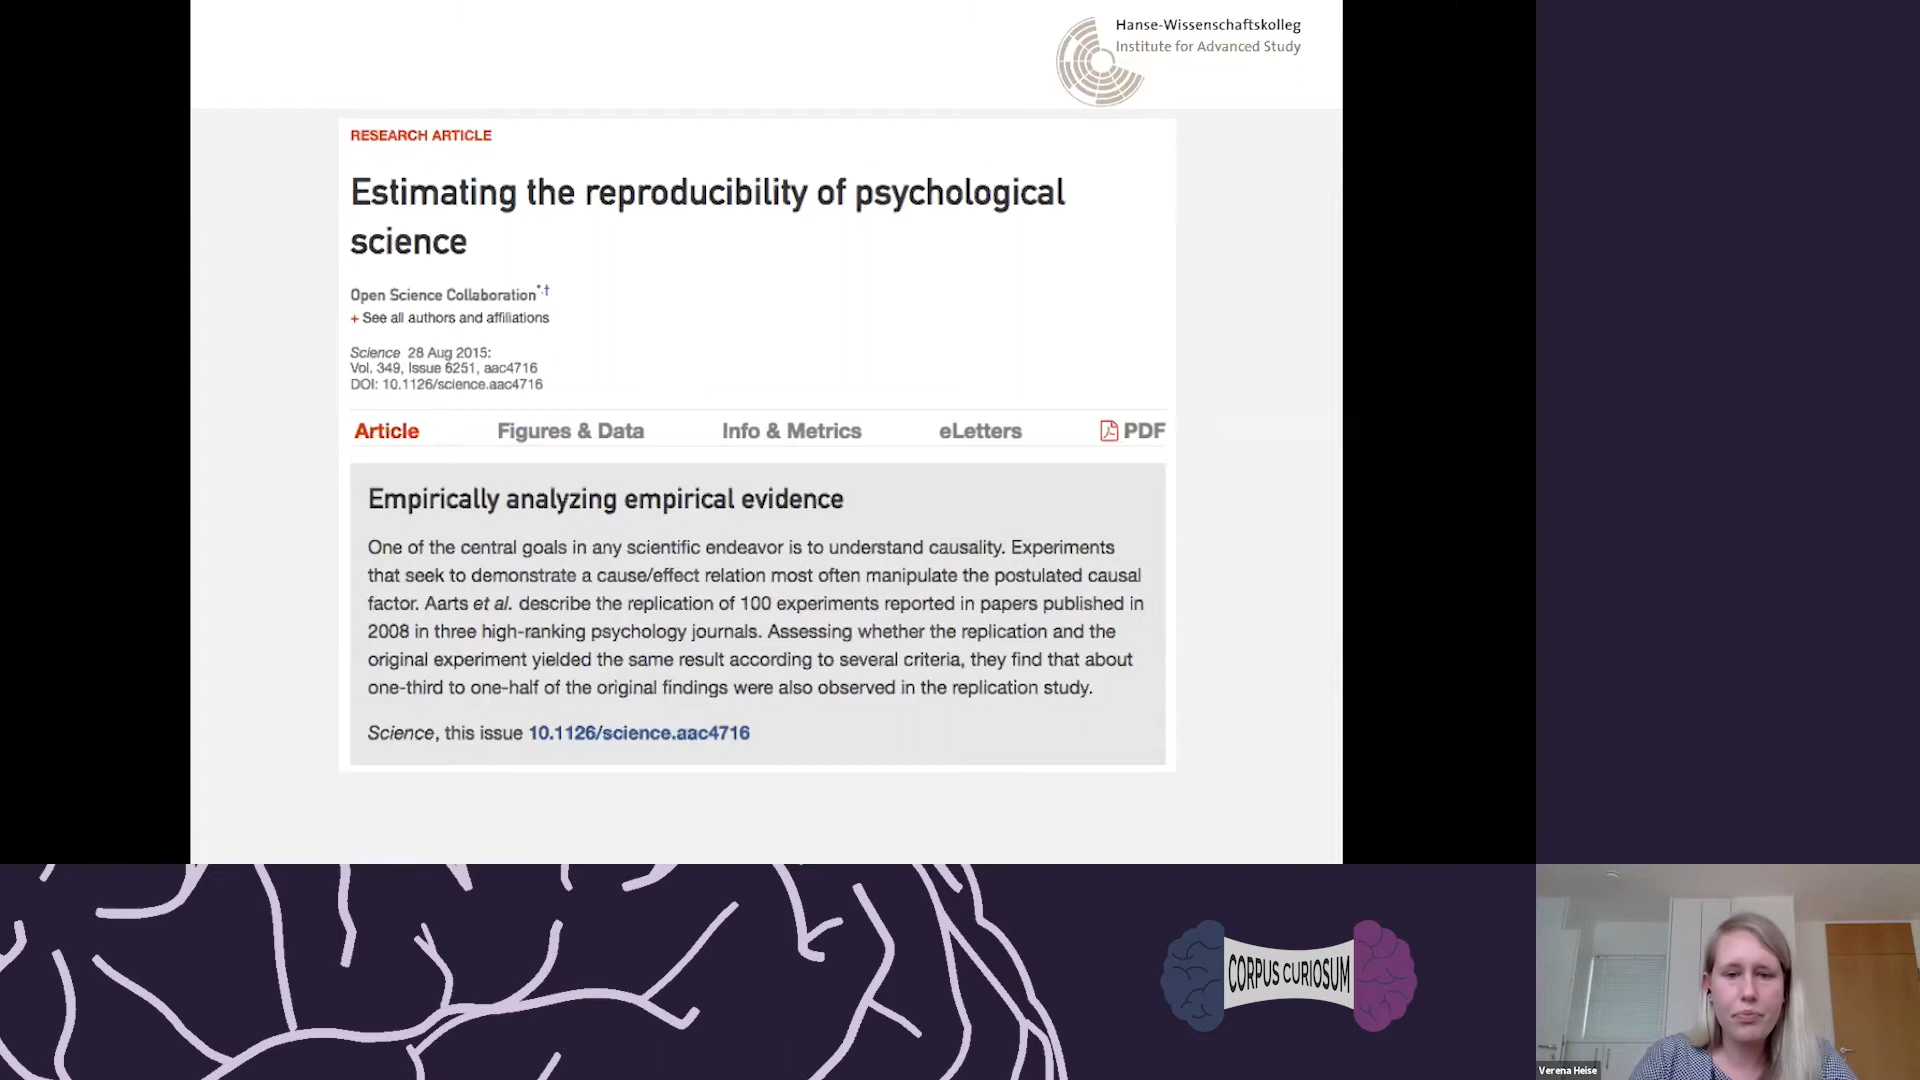 Hanse-Wissenschaftskolleg
Institute for Advanced Study
RESEARCH ARTICLE
Estimating the reproducibility of psychological
science
Open Science Collaboration*,†
+ See all authors and affiliations
Science 28 Aug 2015:
Vol. 349, Issue 6251, aac4716
DOI: 10.1126/science.aac4716
Article Figures & Data Info & Metrics eLetters PDF
Empirically analyzing empirical evidence
One of the central goals in any scientific endeavor is to understand causality. Experiments
that seek to demonstrate a cause/effect relation most often manipulate the postulated causal
factor. Aarts et al. describe the replication of 100 experiments reported in papers published in
2008 in three high-ranking psychology journals. Assessing whether the replication and the
original experiment yielded the same result according to several criteria, they find that about
one-third to one-half of the original findings were also observed in the replication study.
Science, this issue 10.1126/science.aac4716
CORPUS CURIOSUM
Verena Heise